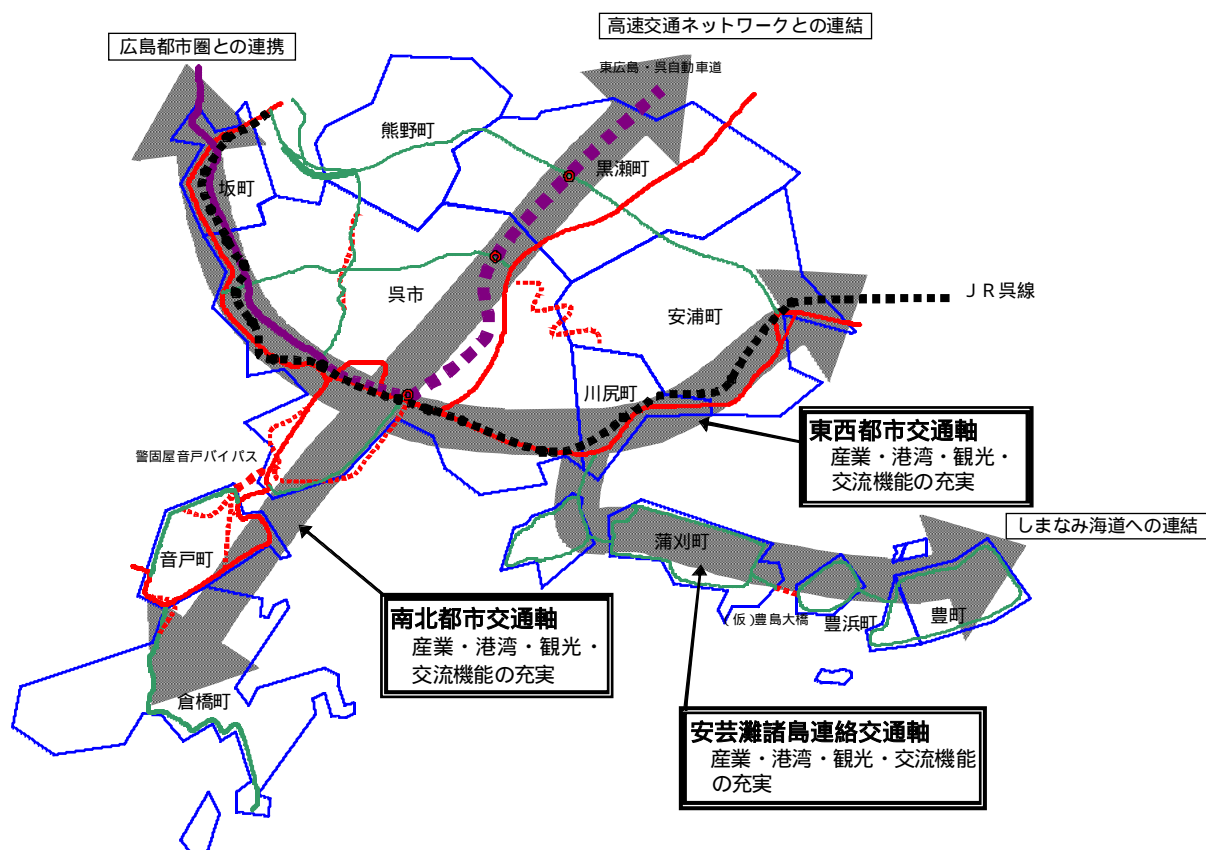 高速交通ネットワークとの連結
広島都市圏との連携
東広島・呉自動車道
熊野町
黒瀬町
坂町
呉市
ＪＲ呉線
安浦町
川尻町
東西都市交通軸
産業・港湾・観光・
交流機能の充実
警固屋音戸バイパス
しまなみ海道への連結
蒲刈町
音戸町
(仮)豊島大橋
豊浜町
豊町
南北都市交通軸
産業・港湾・観光・
交流機能の充実
倉橋町
安芸灘諸島連絡交通軸
産業・港湾・観光・交流機能
の充実